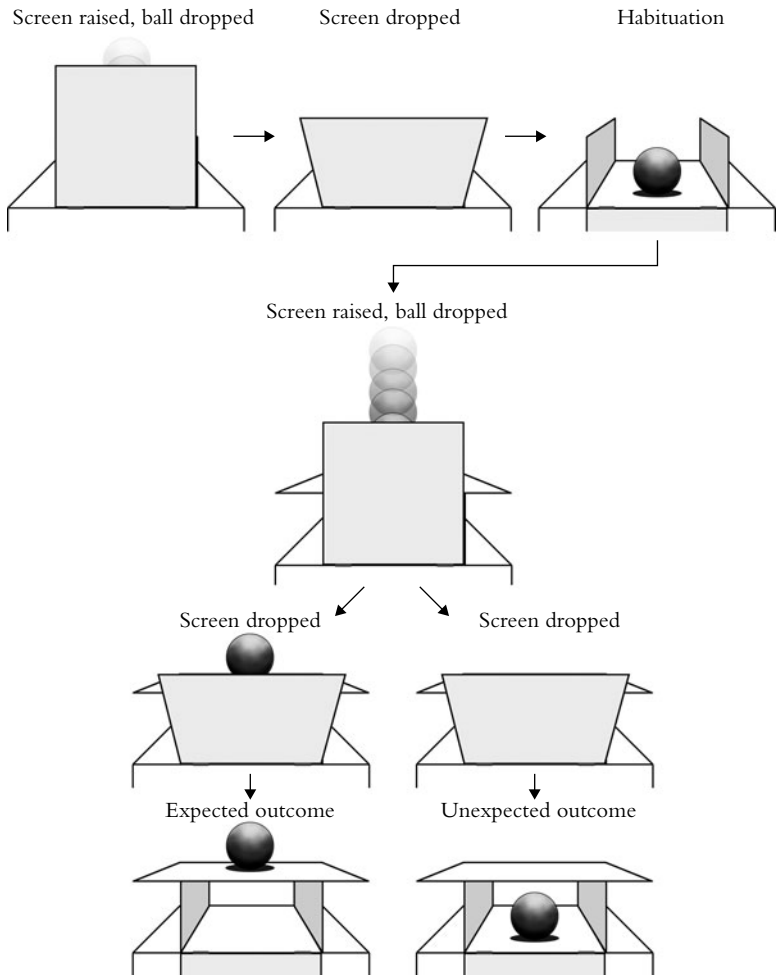 Screen raised, ball dropped
Screen dropped
Habituation
Screen raised, ball dropped
Screen dropped
Screen dropped
Expected outcome
Unexpected outcome